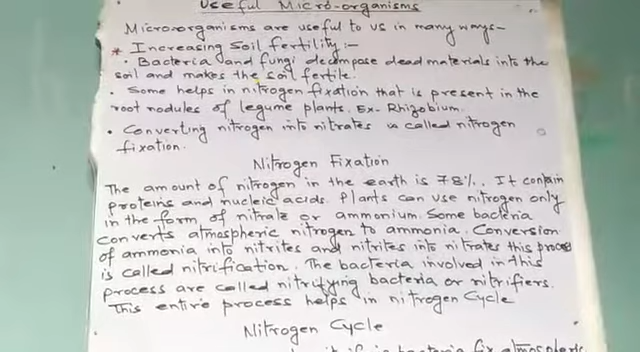 Useful Micro-organisms
Micro-organisms are useful to us in many ways-
* Increasing soil fertility :-
• Bacteria and fungi decompose dead materials into the
soil and makes the soil fertile.
• Some helps in nitrogen fixation that is present in the
root nodules of legume plants. Ex- Rhizobium.
• Converting nitrogen into nitrates is called nitrogen
fixation.
Nitrogen Fixation
The amount of nitrogen in the earth is 78%. It contain
proteins and nucleic acids. Plants can use nitrogen only
in the form of nitrate or ammonium. Some bacteria
converts atmospheric nitrogen to ammonia. Conversion
of ammonia into nitrites and nitrites into nitrates this process
is called nitrification. The bacteria involved in this
process are called nitrifying bacteria or nitrifiers.
This entire process helps in nitrogen cycle
Nitrogen Cycle
bacteria fix atmospheric